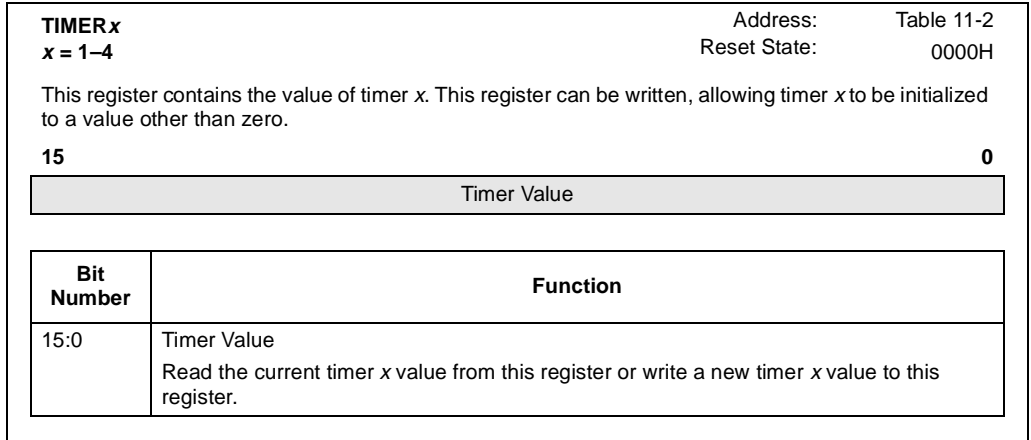 TIMERx Address: Table 11-2
x = 1–4 Reset State: 0000H
This register contains the value of timer x. This register can be written, allowing timer x to be initialized
to a value other than zero.
15 0
Timer Value
Bit
Number
Function
15:0 Timer Value
Read the current timer x value from this register or write a new timer x value to this
register.